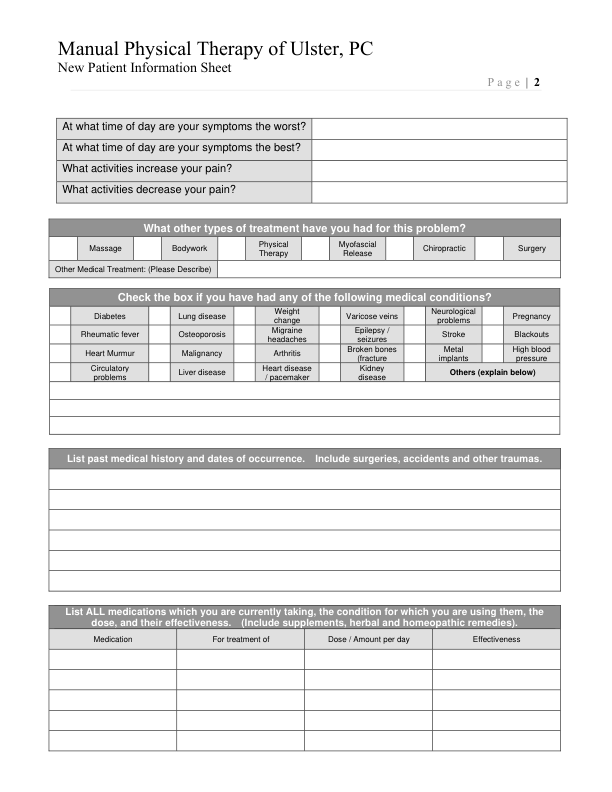 Manual Physical Therapy of Ulster, PC
New Patient Information Sheet
Page | 2
At what time of day are your symptoms the worst?
At what time of day are your symptoms the best?
What activities increase your pain?
What activities decrease your pain?
What other types of treatment have you had for this problem?
Massage Bodywork Physical Therapy Myofascial Release Chiropractic Surgery
Other Medical Treatment: (Please Describe)
Check the box if you have had any of the following medical conditions?
Diabetes Lung disease Weight change Varicose veins Neurological problems Pregnancy
Rheumatic fever Osteoporosis Migraine headaches Epilepsy / seizures Stroke Blackouts
Heart Murmur Malignancy Arthritis Broken bones (fracture Metal implants High blood pressure
Circulatory problems Liver disease Heart disease / pacemaker Kidney disease Others (explain below)
List past medical history and dates of occurrence. Include surgeries, accidents and other traumas.
List ALL medications which you are currently taking, the condition for which you are using them, the
dose, and their effectiveness. (Include supplements, herbal and homeopathic remedies).
Medication For treatment of Dose / Amount per day Effectiveness